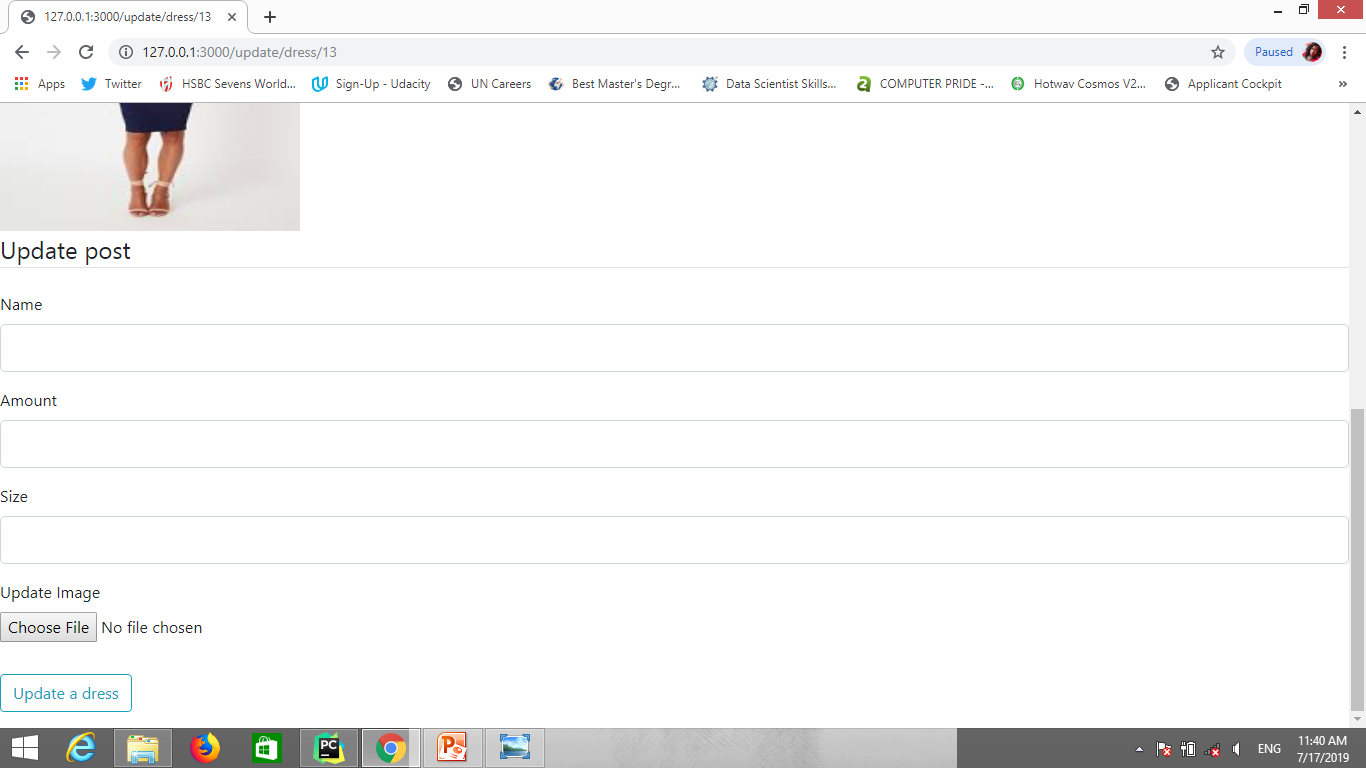 127.0.0.1:3000/update/dress/13
127.0.0.1:3000/update/dress/13
Paused
Apps
Twitter
HSBC Sevens World...
Sign-Up - Udacity
UN Careers
Best Master's Degr...
Data Scientist Skills...
COMPUTER PRIDE -...
Hotwav Cosmos V2...
Applicant Cockpit
Update post
Name
Amount
Size
Update Image
Choose File No file chosen
Update a dress
PC
ENG
11:40 AM
7/17/2019